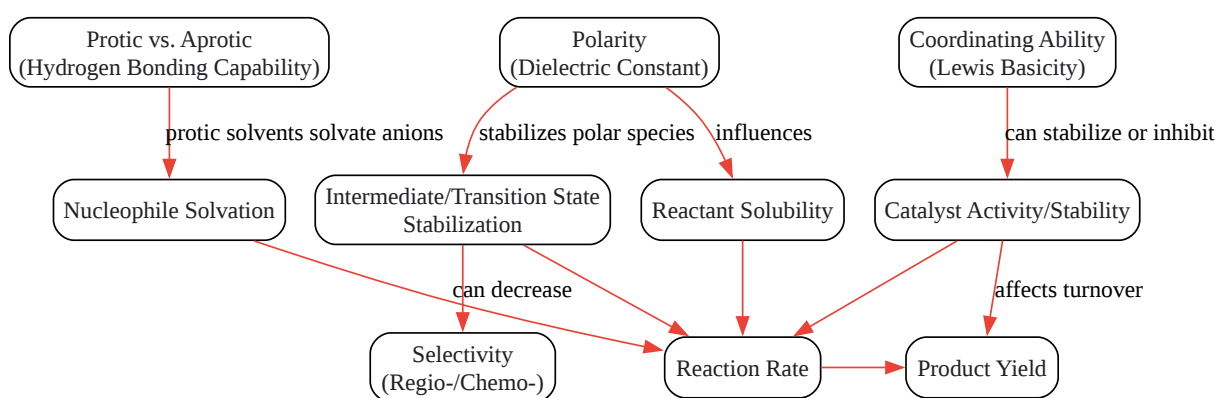 Protic vs. Aprotic
(Hydrogen Bonding Capability)
Polarity
(Dielectric Constant)
Coordinating Ability
(Lewis Basicity)
protic solvents solvate anions
stabilizes polar species
influences
can stabilize or inhibit
Nucleophile Solvation
Intermediate/Transition State
Stabilization
Reactant Solubility
Catalyst Activity/Stability
can decrease
affects turnover
Selectivity
(Regio-/Chemo-)
Reaction Rate
Product Yield